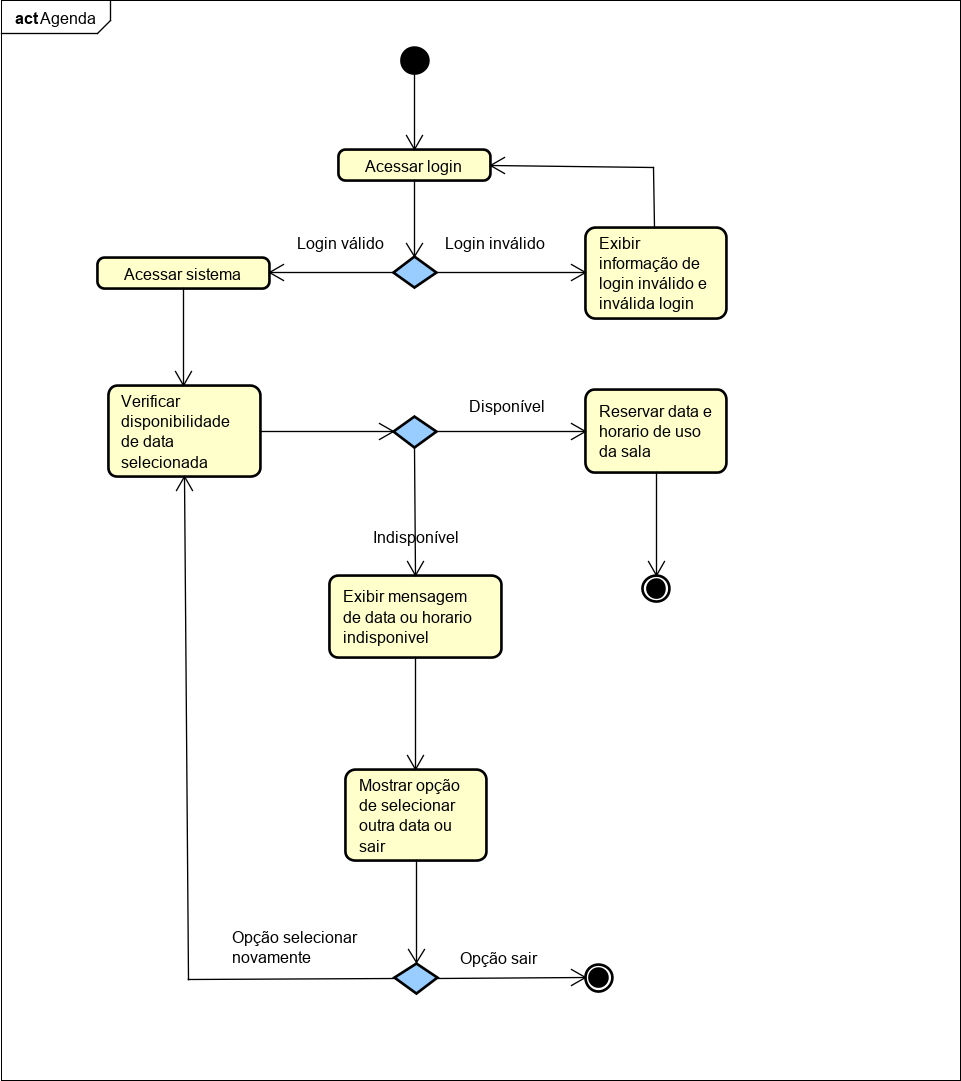 act Agenda
Acessar login
Login válido
Login inválido
Exibir
informação de
login inválido e
inválida login
Acessar sistema
Verificar
disponibilidade
de data
selecionada
Disponível
Reservar data e
horario de uso
da sala
Indisponível
Exibir mensagem
de data ou horario
indisponivel
Mostrar opção
de selecionar
outra data ou
sair
Opção selecionar
novamente
Opção sair